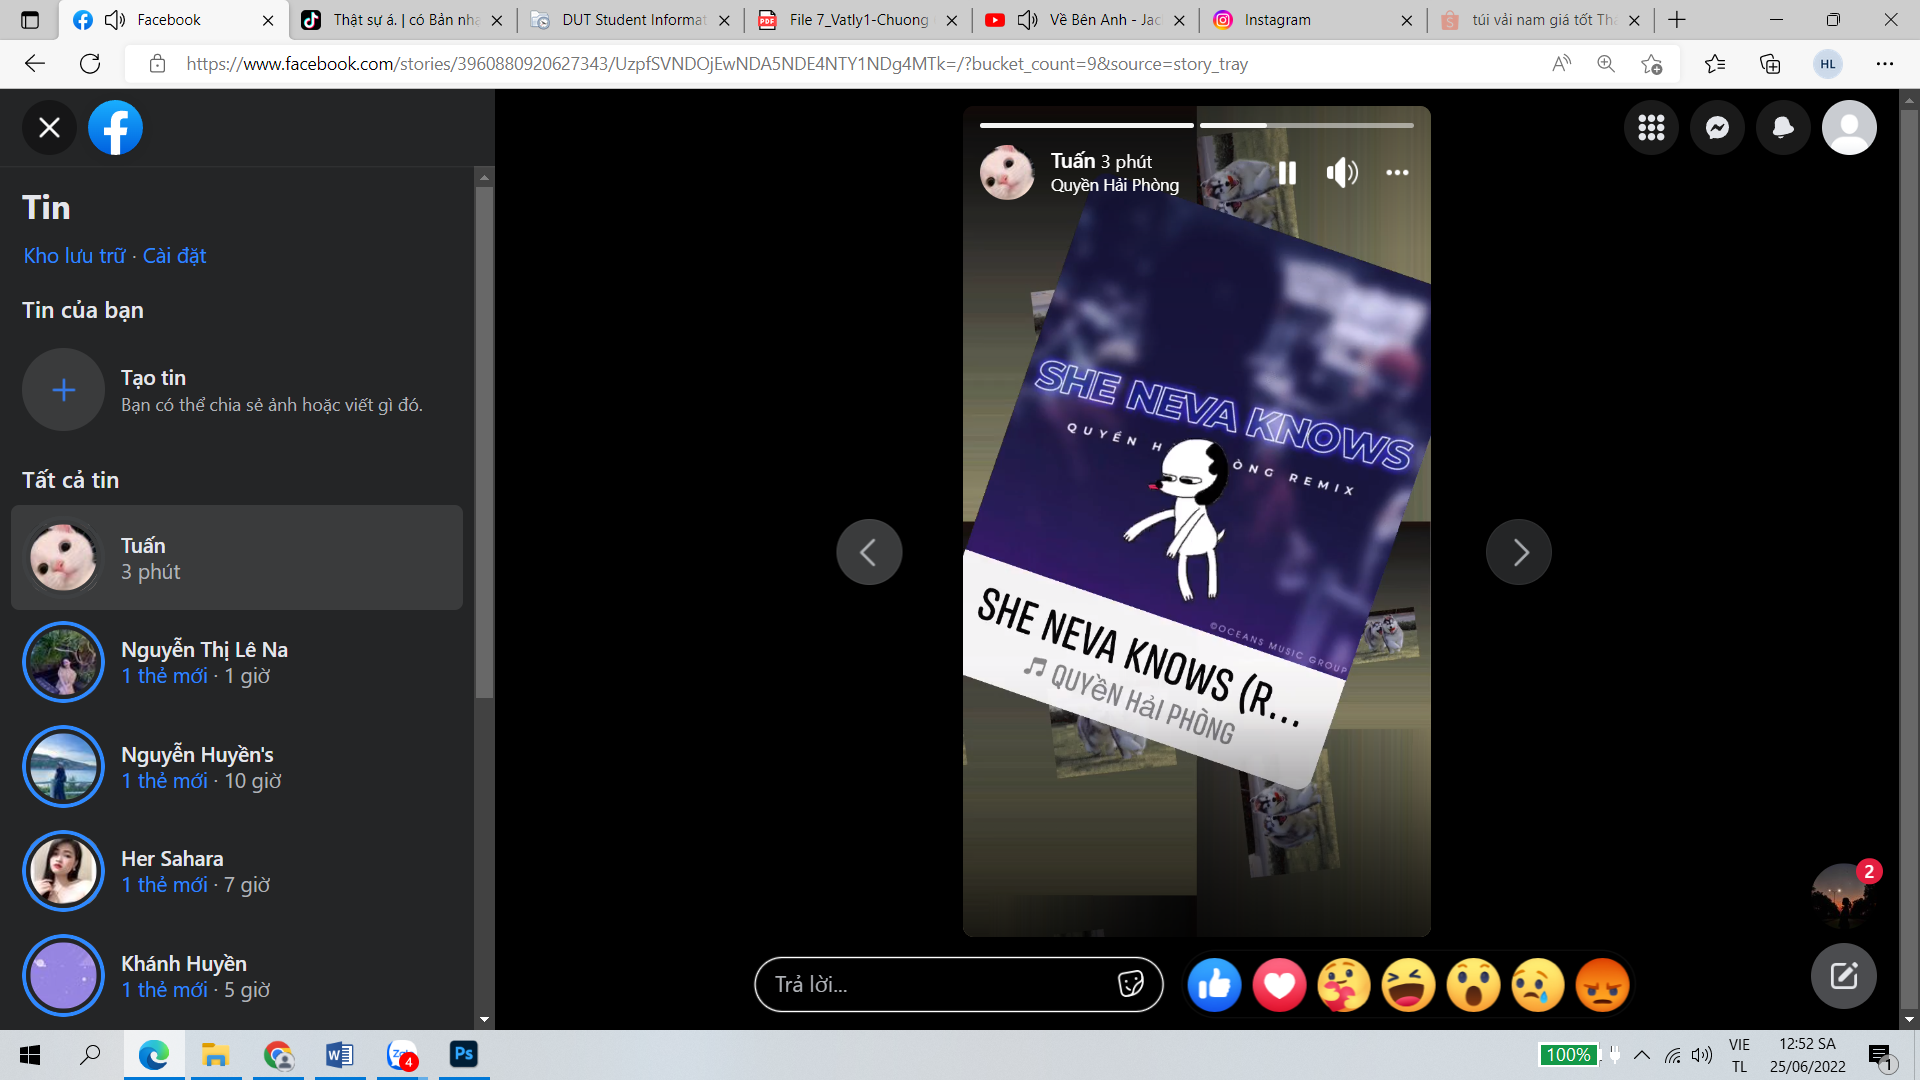 Facebook
Thật sự á. | có Bản nha
DUT Student Informat
File 7_Vatly1-Chuong
Về Bên Anh - Jac
Instagram
túi vải nam giá tốt Th
https://www.facebook.com/stories/3960880920627343/UzpfSVNDOjEwNDA5NDE4NTY1NDg4MTk=/?bucket_count=9&source=story_tray
HL
Tin
Kho lưu trữ · Cài đặt
Tin của bạn
Tạo tin
Bạn có thể chia sẻ ảnh hoặc viết gì đó.
Tất cả tin
Tuấn
3 phút
Nguyễn Thị Lê Na
1 thẻ mới · 1 giờ
Nguyễn Huyền's
1 thẻ mới · 10 giờ
Her Sahara
1 thẻ mới · 7 giờ
Khánh Huyền
1 thẻ mới · 5 giờ
Tuấn 3 phút
Quyền Hải Phòng
SHE NEVA KNOWS
QUYỀN H ÒNG REMIX
©OCEANS MUSIC GROUP
SHE NEVA KNOWS (R...
QUYỀN HẢI PHÒNG
Trả lời...
2
Zalo
4
Ps
100%
VIE
TL
12:52 SA
25/06/2022
1